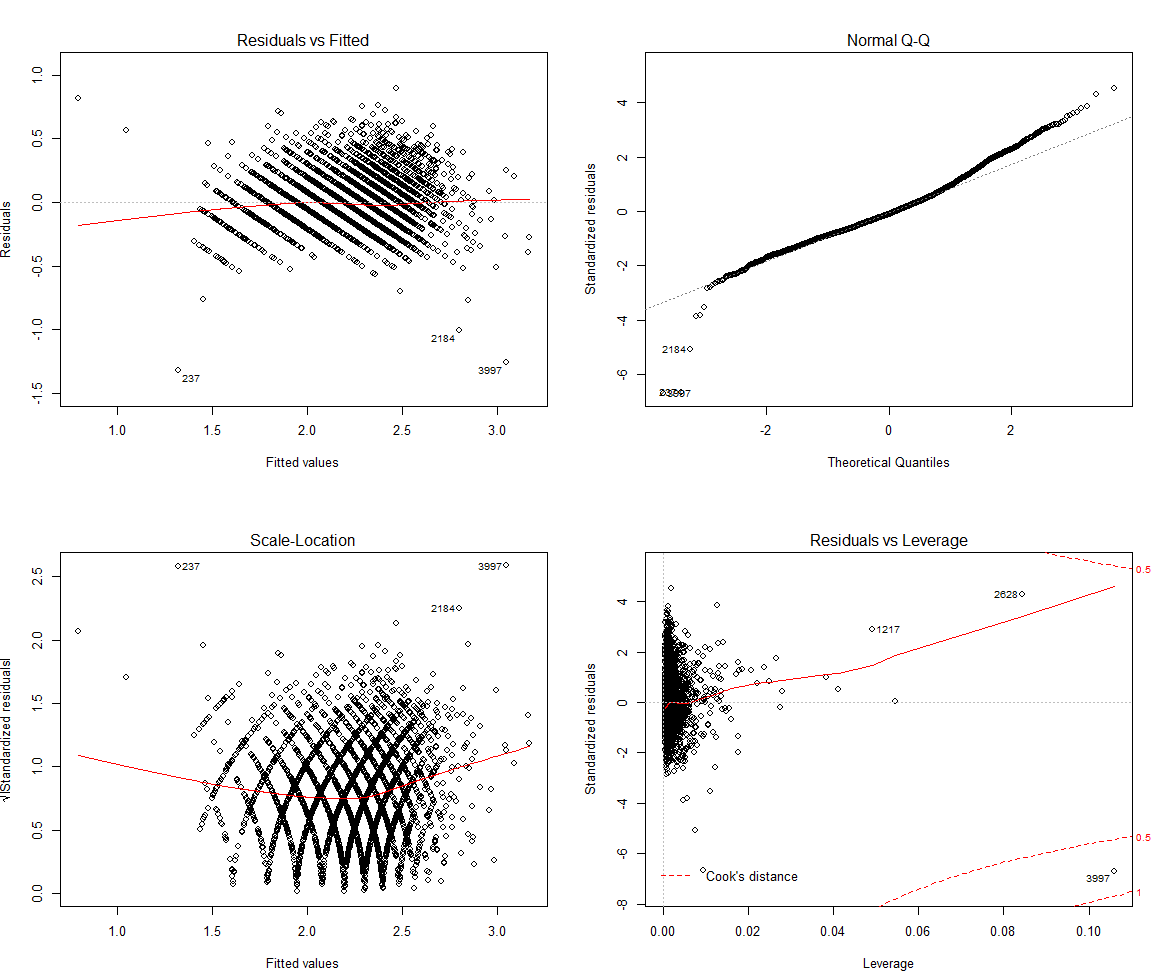 Residuals vs Fitted
Residuals
1.0
0.5
0.0
-0.5
-1.0
-1.5
2184
3997
237
1.0 1.5 2.0 2.5 3.0
Fitted values
Normal Q-Q
Standardized residuals
4
2
0
-2
-4
-6
2184
3997
-2 0 2
Theoretical Quantiles
Scale-Location
√|Standardized residuals|
2.5
2.0
1.5
1.0
0.5
0.0
237
3997
2184
1.0 1.5 2.0 2.5 3.0
Fitted values
Residuals vs Leverage
Standardized residuals
4
2
0
-2
-4
-6
-8
0.5
2628
1217
0.5
Cook's distance
3997
1
0.00 0.02 0.04 0.06 0.08 0.10
Leverage